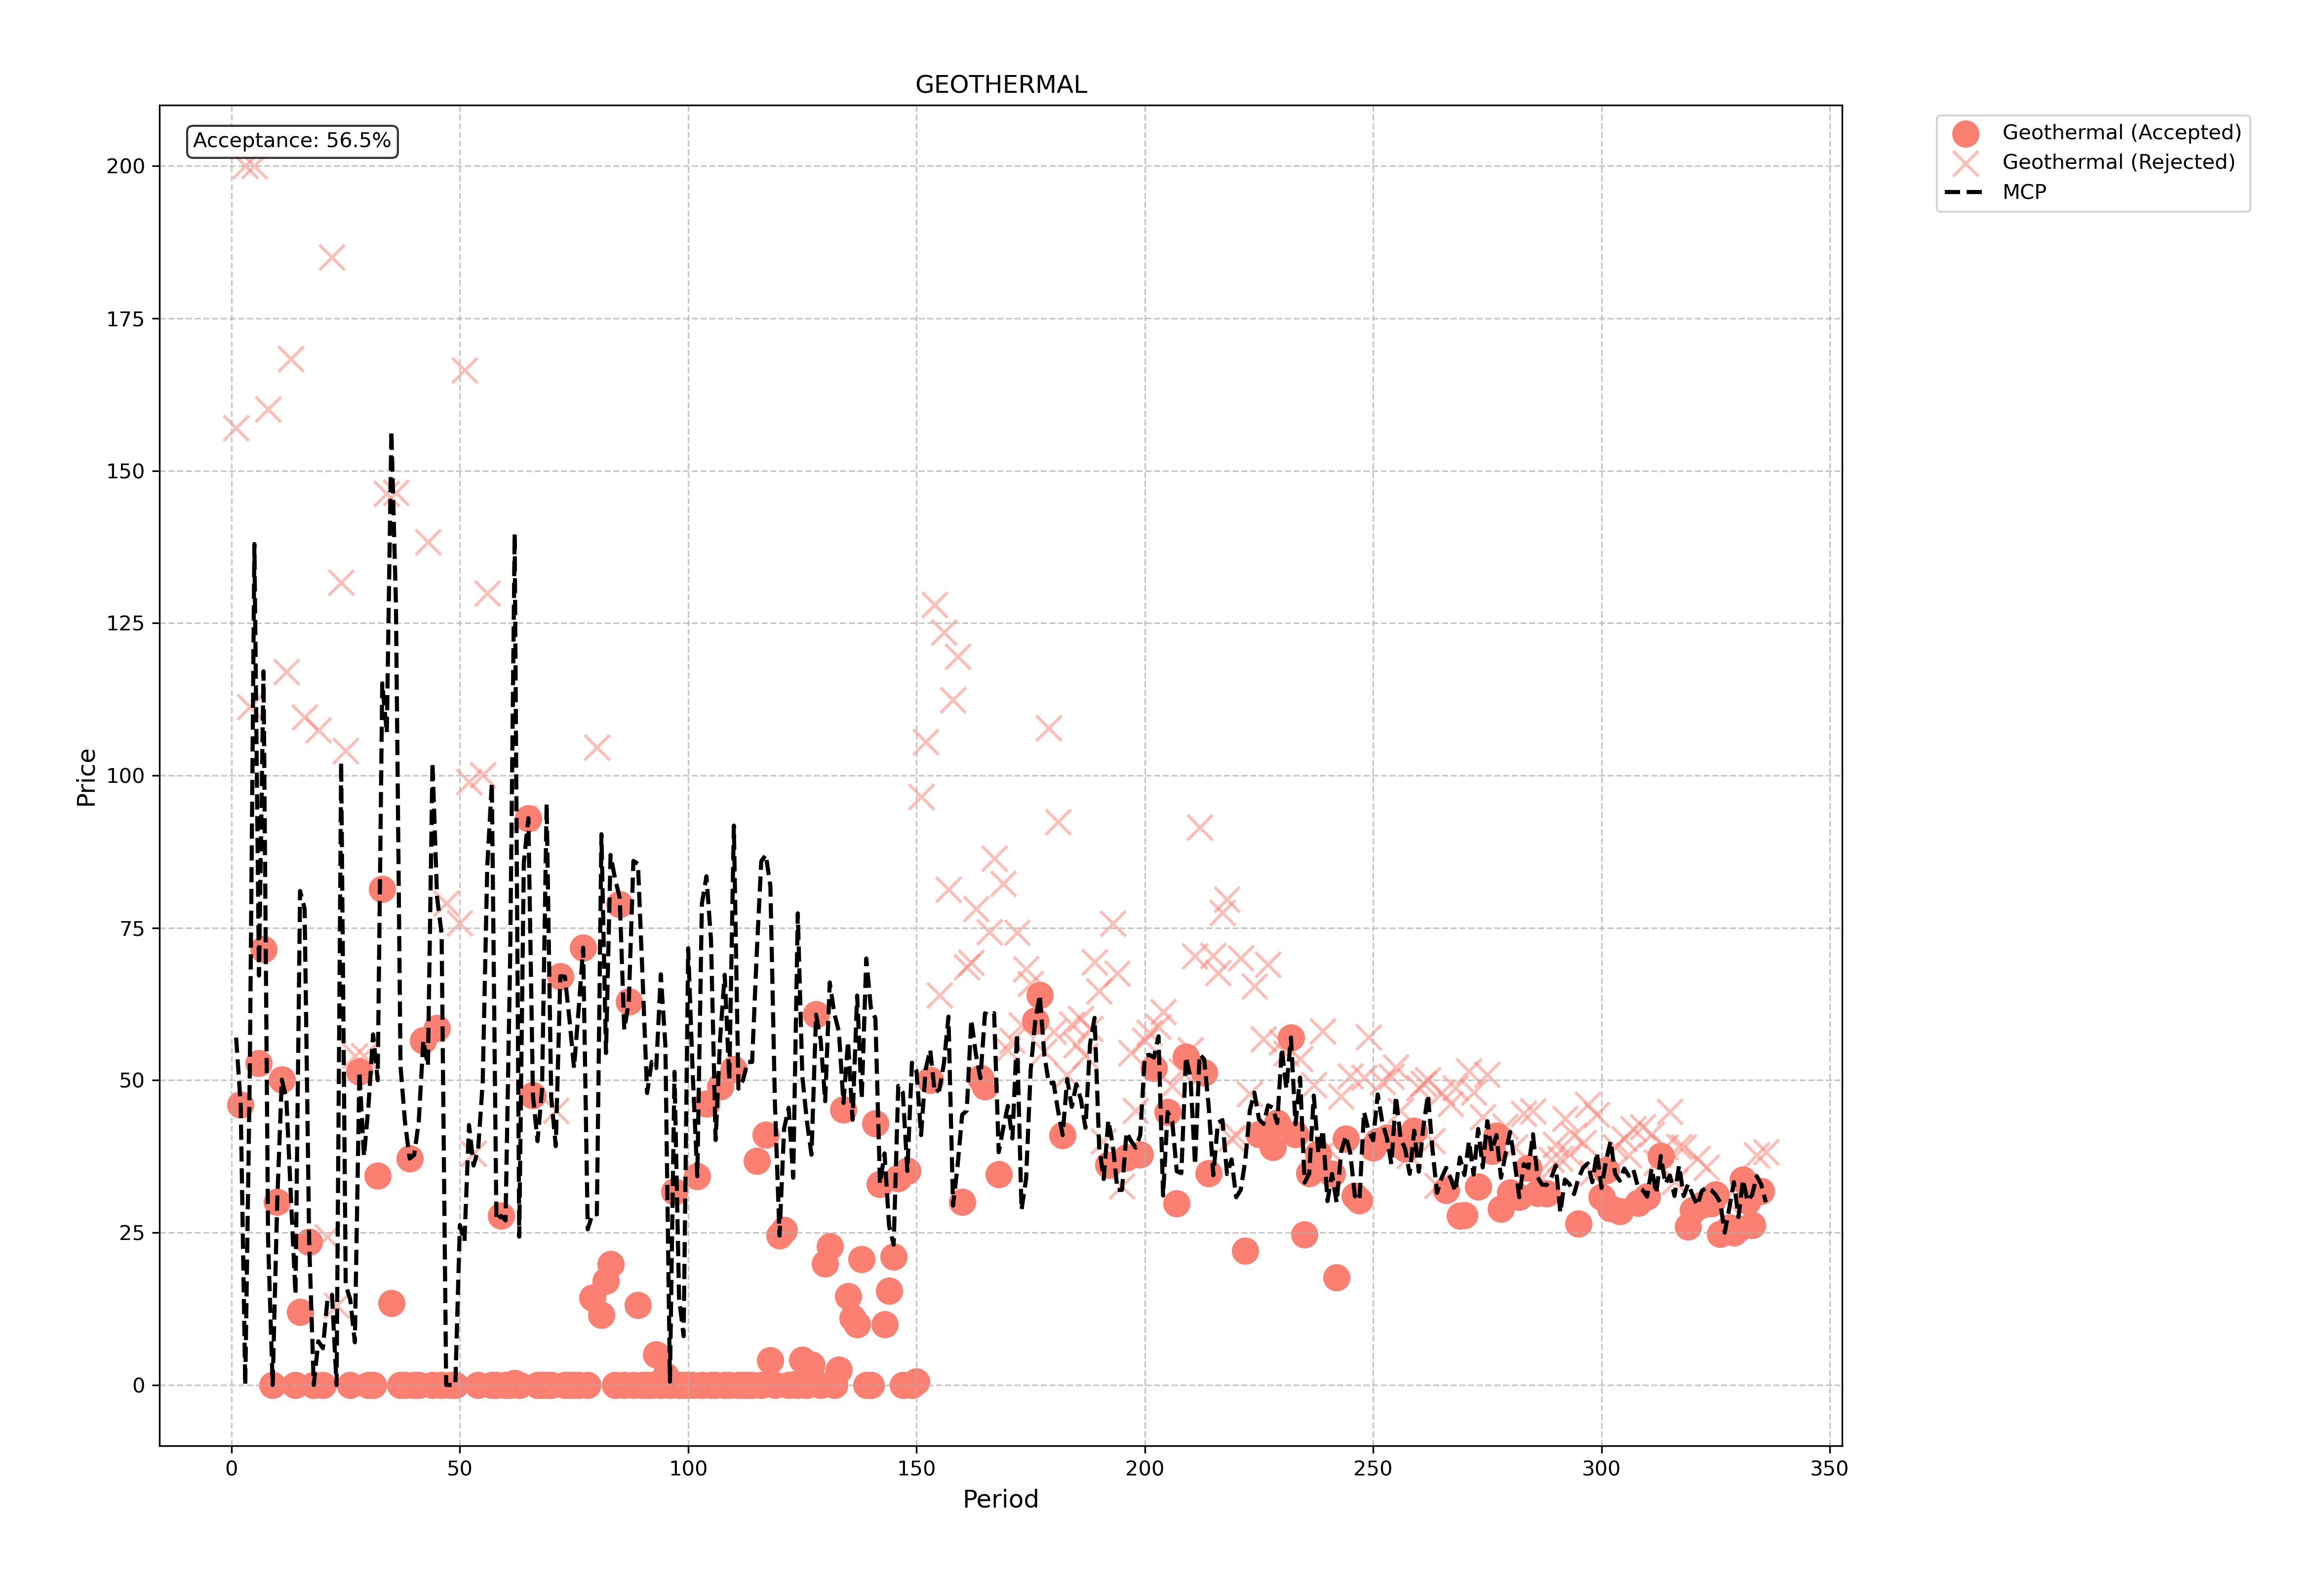 GEOTHERMAL
Acceptance: 56.5%
Geothermal (Accepted)
Geothermal (Rejected)
MCP
200
175
150
125
100
75
50
25
0
Price
0 50 100 150 200 250 300 350
Period